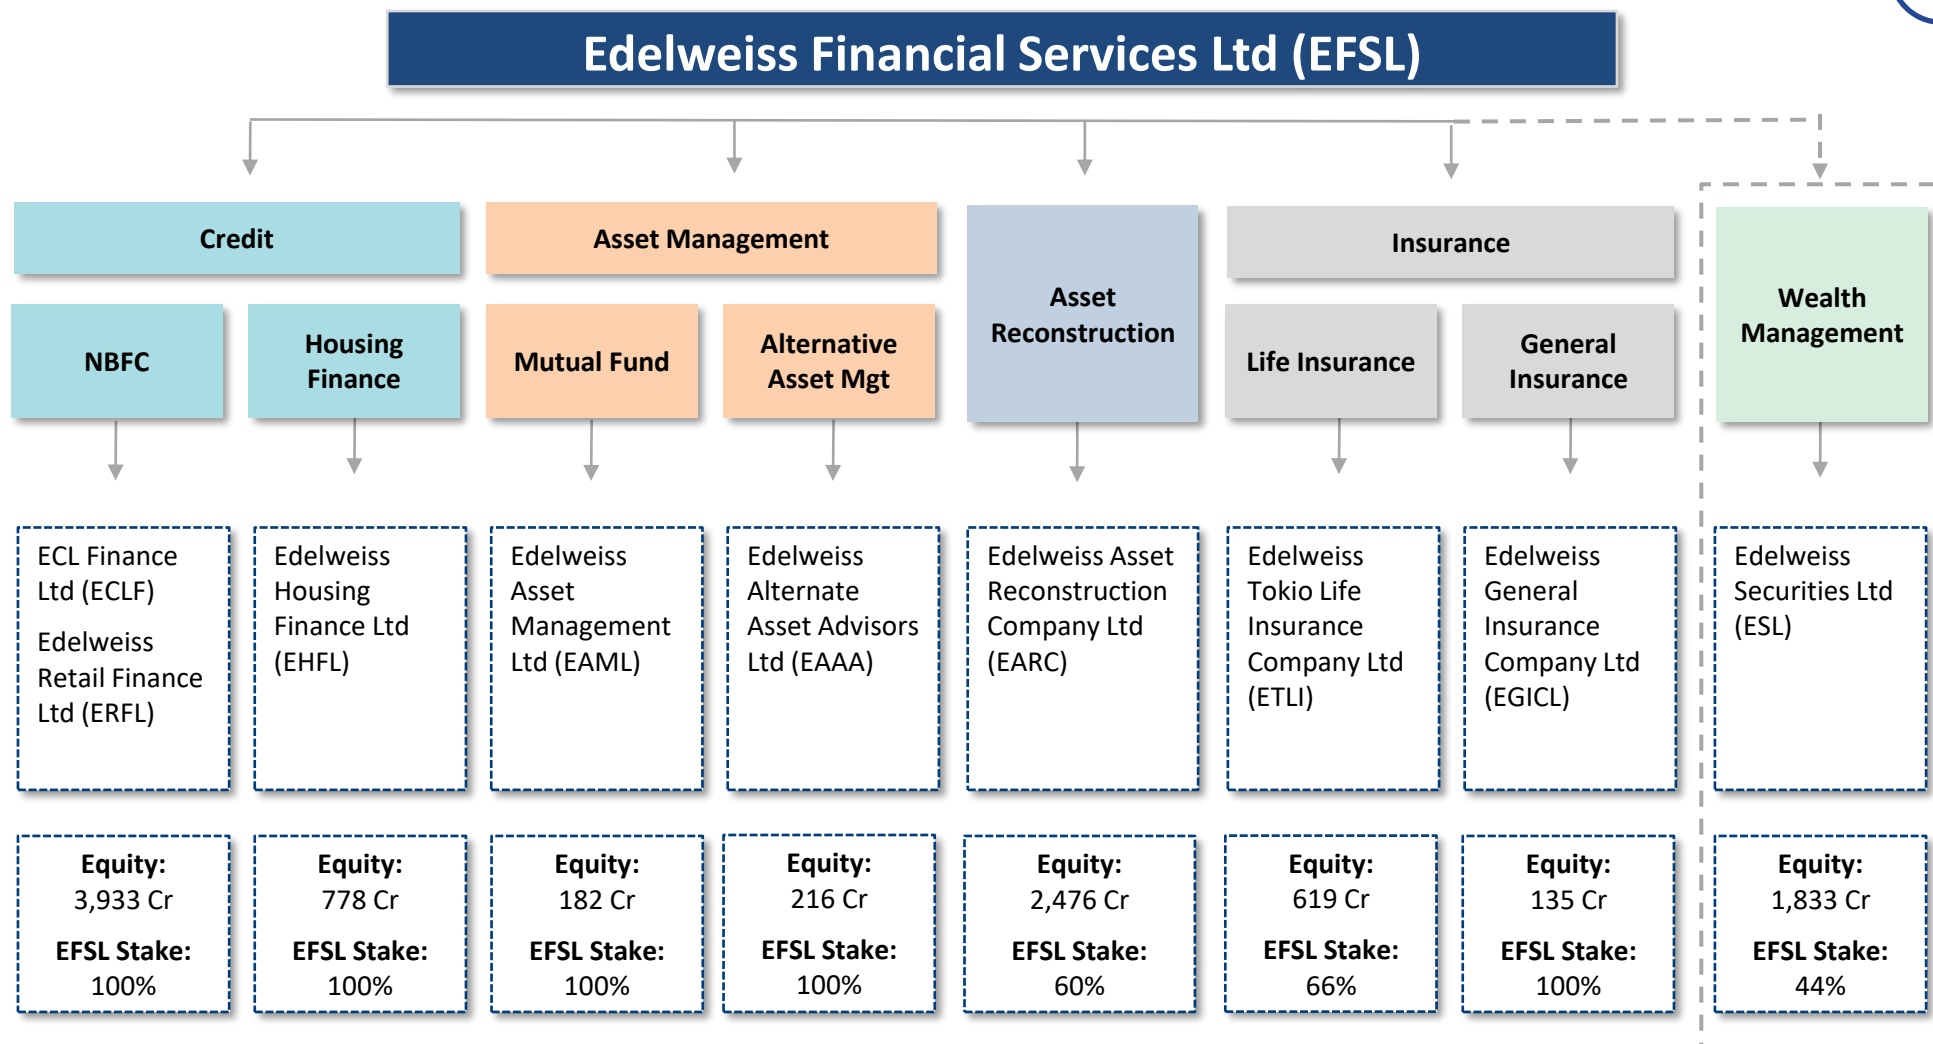 Edelweiss Financial Services Ltd (EFSL)
Credit
Asset Management
Asset
Reconstruction
Insurance
Wealth
Management
NBFC
Housing
Finance
Mutual Fund
Alternative
Asset Mgt
Life Insurance
General
Insurance
ECL Finance
Ltd (ECLF)
Edelweiss
Retail Finance
Ltd (ERFL)
Edelweiss
Housing
Finance Ltd
(EHFL)
Edelweiss
Asset
Management
Ltd (EAML)
Edelweiss
Alternate
Asset Advisors
Ltd (EAAA)
Edelweiss Asset
Reconstruction
Company Ltd
(EARC)
Edelweiss
Tokio Life
Insurance
Company Ltd
(ETLI)
Edelweiss
General
Insurance
Company Ltd
(EGICL)
Edelweiss
Securities Ltd
(ESL)
Equity:
3,933 Cr
EFSL Stake:
100%
Equity:
778 Cr
EFSL Stake:
100%
Equity:
182 Cr
EFSL Stake:
100%
Equity:
216 Cr
EFSL Stake:
100%
Equity:
2,476 Cr
EFSL Stake:
60%
Equity:
619 Cr
EFSL Stake:
66%
Equity:
135 Cr
EFSL Stake:
100%
Equity:
1,833 Cr
EFSL Stake:
44%